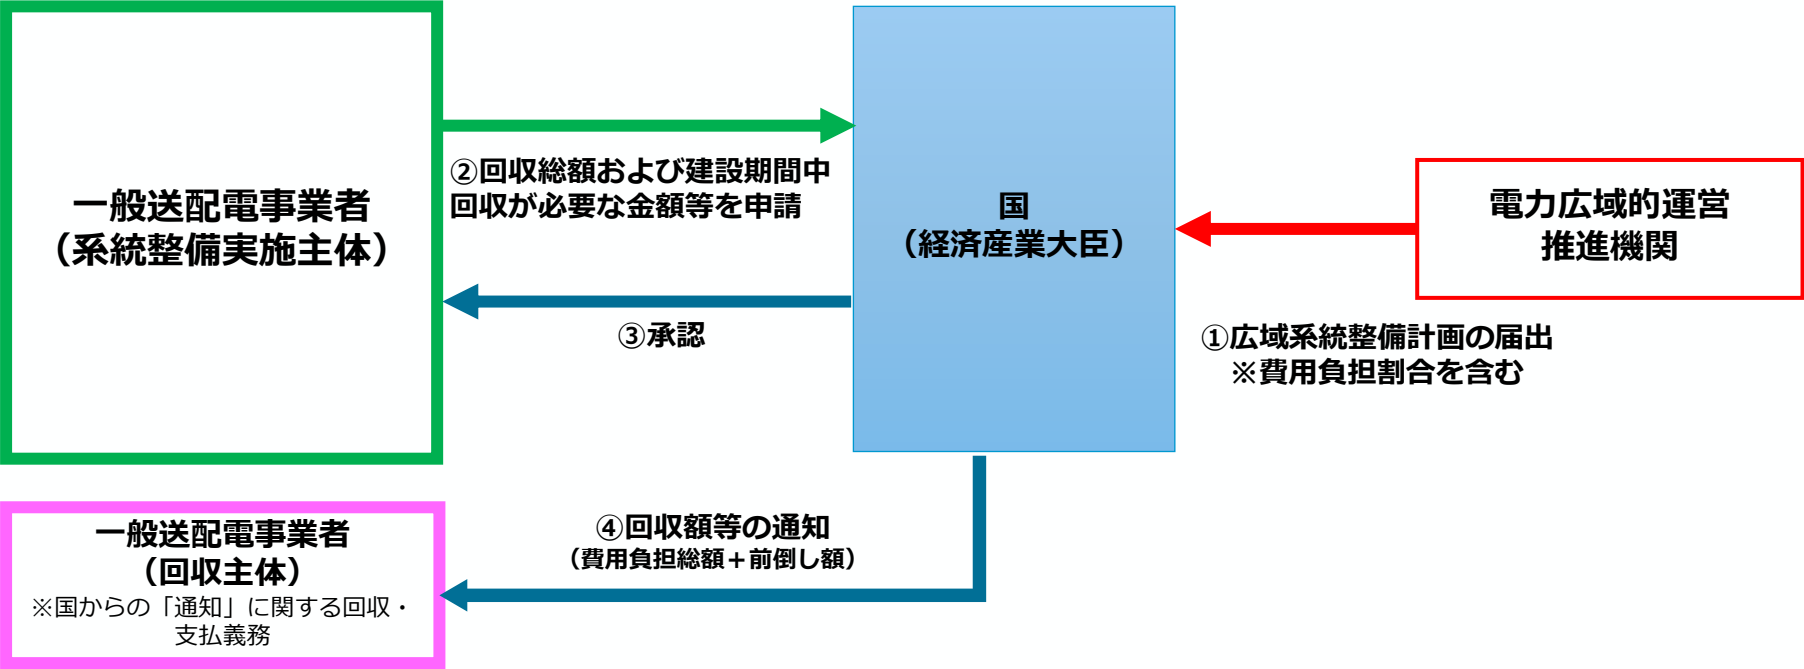 一般送配電事業者
（系統整備実施主体）
②回収総額および建設期間中
回収が必要な金額等を申請
③承認
国
（経済産業大臣）
電力広域的運営
推進機関
①広域系統整備計画の届出
※費用負担割合を含む
一般送配電事業者
（回収主体）
※国からの「通知」に関する回収・
支払義務
④回収額等の通知
（費用負担総額＋前倒し額）